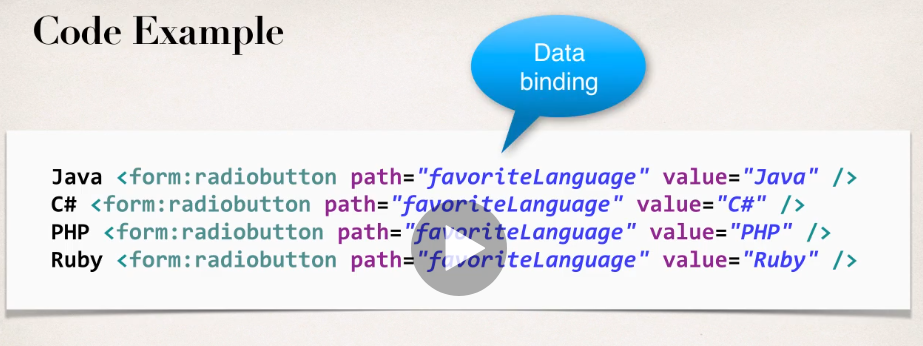 Code Example
Data
binding
Java <form:radiobutton path="favoriteLanguage" value="Java" />
C# <form:radiobutton path="favoriteLanguage" value="C#" />
PHP <form:radiobutton path="favoriteLanguage" value="PHP" />
Ruby <form:radiobutton path="favoriteLanguage" value="Ruby" />